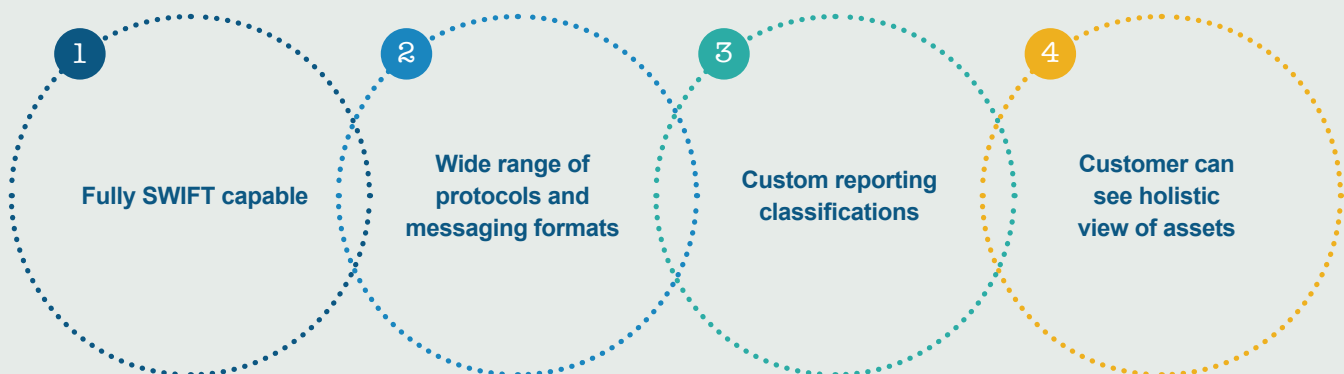 1
Fully SWIFT capable
2
Wide range of
protocols and
messaging formats
3
Custom reporting
classifications
4
Customer can
see holistic
view of assets